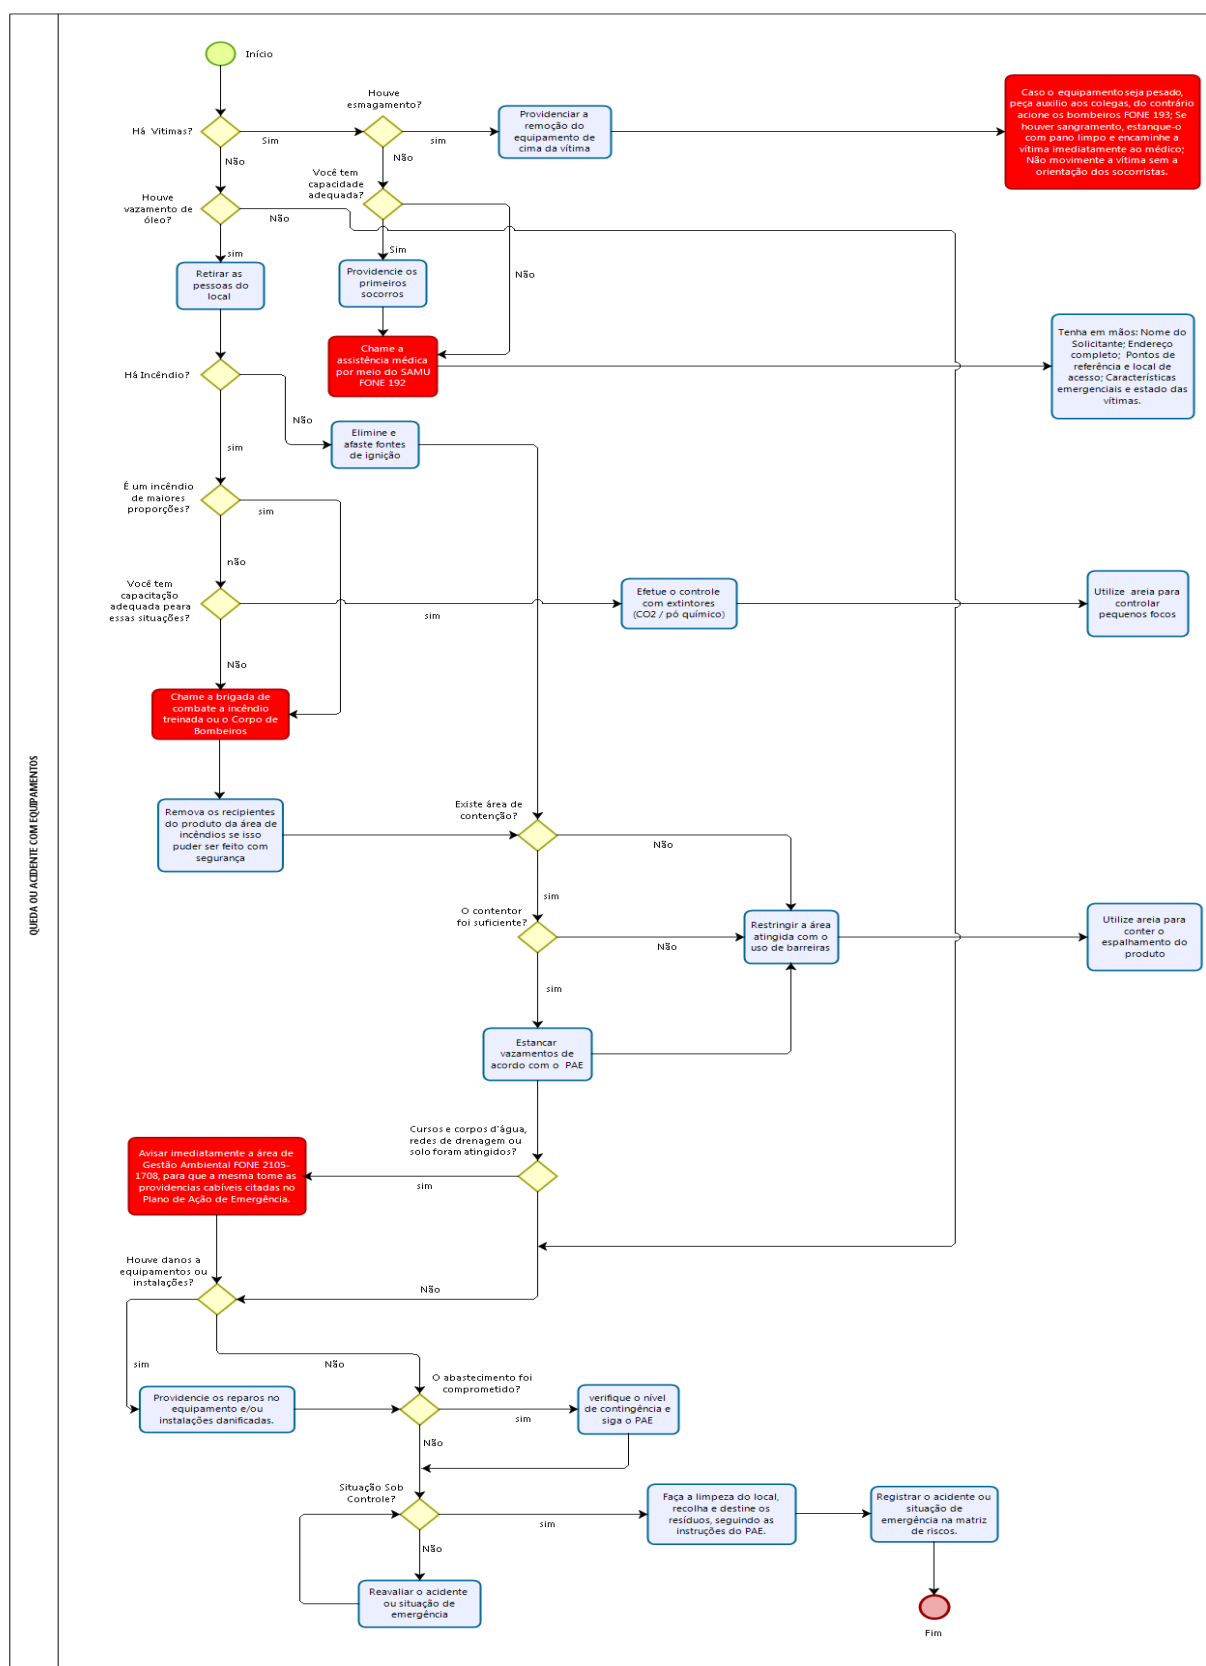 QUEDA OU ACIDENTE COM EQUIPAMENTOS
Início
Há Vitimas?
Sim
Houve
esmagamento?
sim
Providenciar a
remoção do
equipamento de
cima da vítima
Caso o equipamento seja pesado,
peça auxilio aos colegas, do contrário
acione os bombeiros FONE 193; Se
houver sangramento, estanque-o
com pano limpo e encaminhe a
vítima imediatamente ao médico;
Não movimente a vítima sem a
orientação dos socorristas.
Não
Não
Você tem
capacidade
adequada?
Houve
vazamento de
óleo?
Não
sim
Sim
Não
Retirar as
pessoas do
local
Providencie os
primeiros
socorros
Chame a
assistência médica
por meio do SAMU
FONE 192
Tenha em mãos: Nome do
Solicitante; Endereço
completo; Pontos de
referência e local de
acesso; Características
emergenciais e estado das
vítimas.
Há Incêndio?
Não
Elimine e
afaste fontes
de ignição
sim
É um incêndio
de maiores
proporções?
sim
não
Você tem
capacitação
adequada peara
essas situações?
sim
Efetue o controle
com extintores
(CO2 / pó químico)
Utilize areia para
controlar
pequenos focos
Não
Chame a brigada de
combate a incêndio
treinada ou o Corpo de
Bombeiros
Remova os recipientes
do produto da área de
incêndios se isso
puder ser feito com
segurança
Existe área de
contenção?
Não
sim
O contentor
foi suficiente?
Não
Restringir a área
atingida com o
uso de barreiras
Utilize areia para
conter o
espalhamento do
produto
sim
Estancar
vazamentos de
acordo com o PAE
Cursos e corpos d'água,
redes de drenagem ou
solo foram atingidos?
sim
Avisar imediatamente a área de
Gestão Ambiental FONE 2105-
1708, para que a mesma tome as
providencias cabíveis citadas no
Plano de Ação de Emergência.
Houve danos a
equipamentos ou
instalações?
Não
sim
Não
Providencie os reparos no
equipamento e/ou
instalações danificadas.
O abastecimento foi
comprometido?
sim
verifique o nível
de contingência e
siga o PAE
Não
Situação Sob
Controle?
sim
Faça a limpeza do local,
recolha e destine os
resíduos, seguindo as
instruções do PAE.
Registrar o acidente ou
situação de
emergência na matriz
de riscos.
Não
Reavaliar o acidente
ou situação de
emergência
Fim